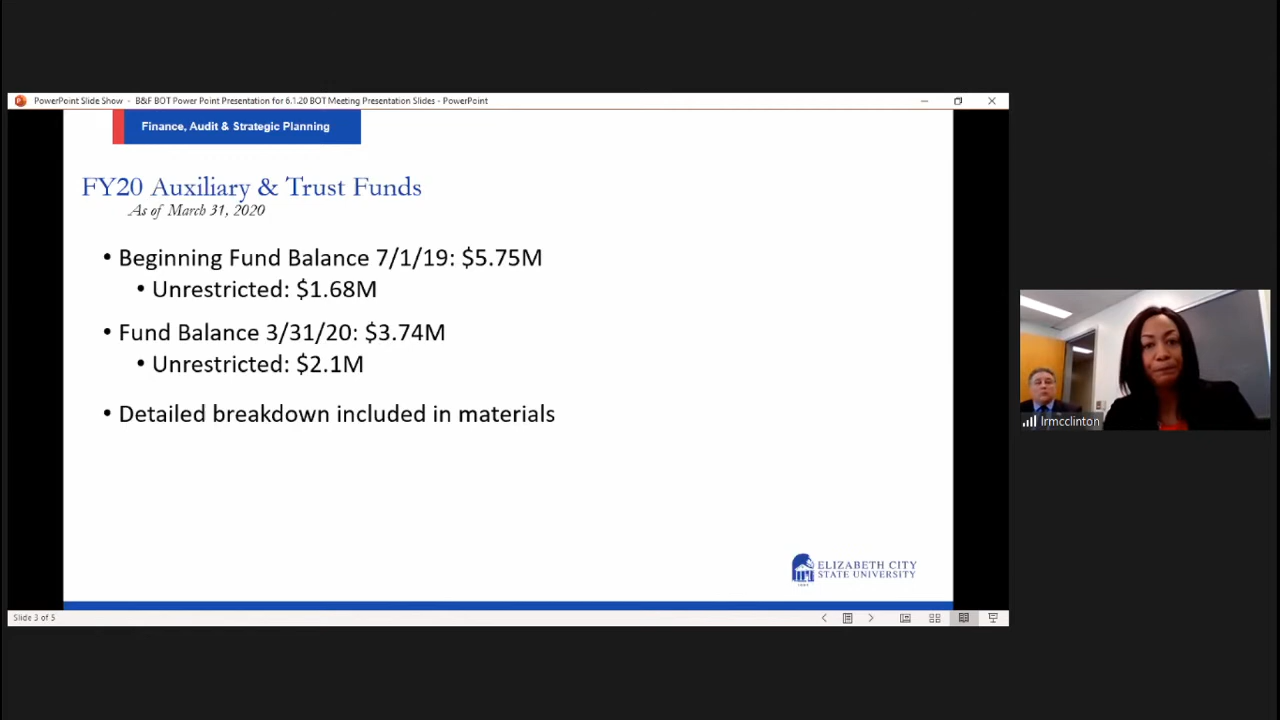 PowerPoint Slide Show - B&F BOT Power Point Presentation for 6.1.20 BOT Meeting Presentation Slides - PowerPoint
Finance, Audit & Strategic Planning
FY20 Auxiliary & Trust Funds
As of March 31, 2020
• Beginning Fund Balance 7/1/19: $5.75M
• Unrestricted: $1.68M
• Fund Balance 3/31/20: $3.74M
• Unrestricted: $2.1M
• Detailed breakdown included in materials
ELIZABETH CITY
STATE UNIVERSITY
lrmcclinton
Slide 3 of 5